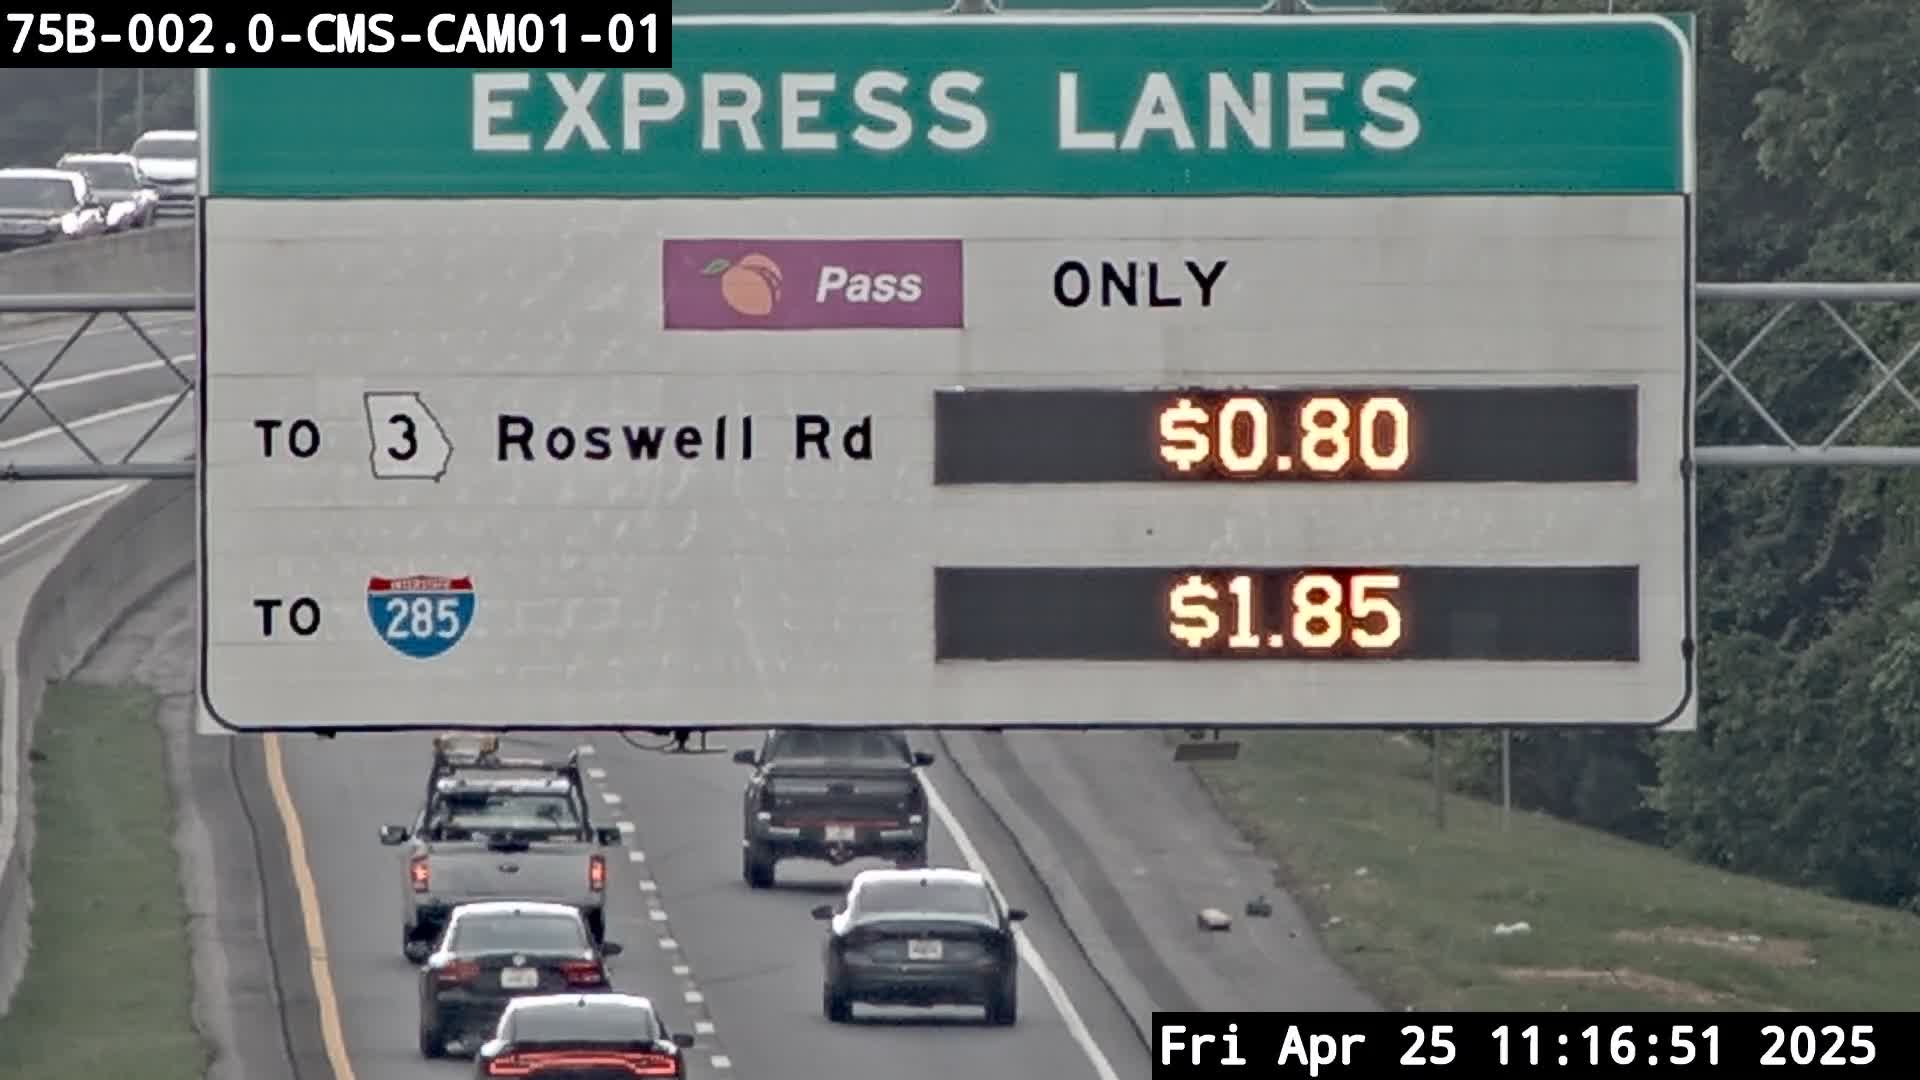 75B-002.0-CMS-CAM01-01
EXPRESS LANES
Pass ONLY
TO 3 Roswell Rd $0.80
TO INTERSTATE 285 $1.85
Fri Apr 25 11:16:51 2025